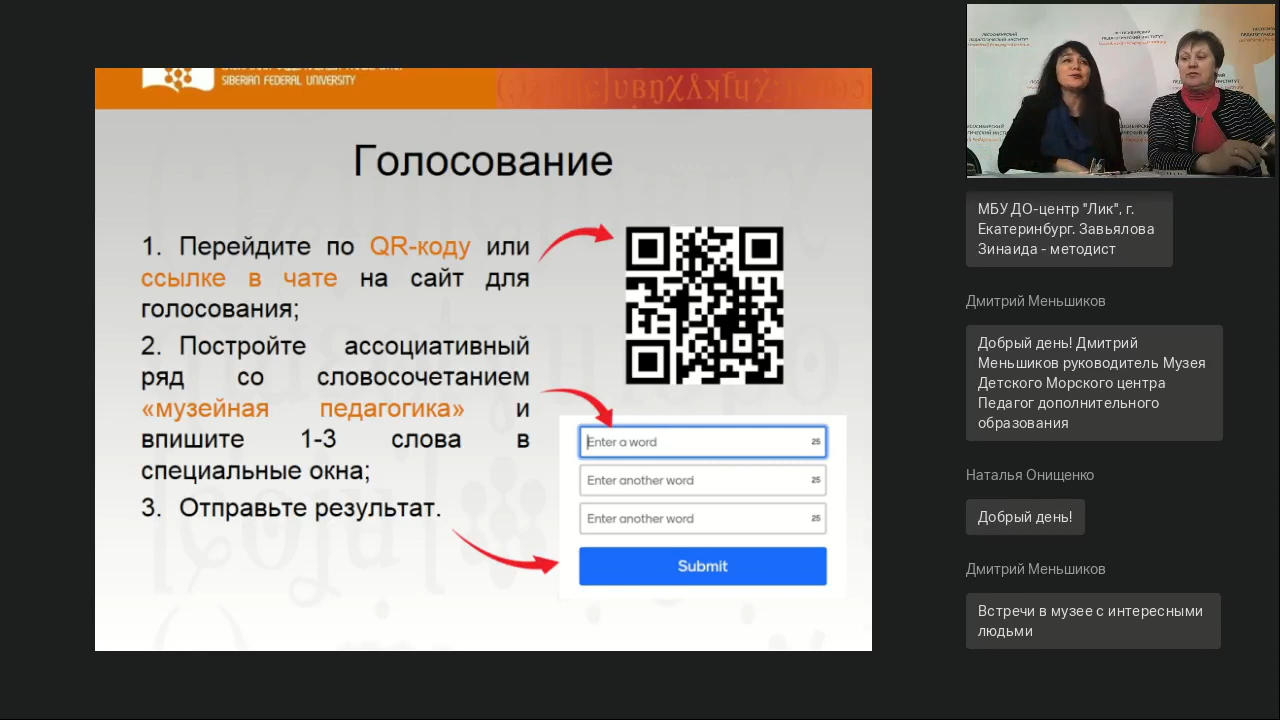 SIBERIAN FEDERAL UNIVERSITY
Голосование
1. Перейдите по QR-коду или
ссылке в чате на сайт для
голосования;
2. Постройте ассоциативный
ряд со словосочетанием
«музейная педагогика» и
впишите 1-3 слова в
специальные окна;
3. Отправьте результат.
Enter a word 25
Enter another word 25
Enter another word 25
Submit
МБУ ДО-центр "Лик", г.
Екатеринбург. Завьялова
Зинаида - методист
Дмитрий Меньшиков
Добрый день! Дмитрий
Меньшиков руководитель Музея
Детского Морского центра
Педагог дополнительного
образования
Наталья Онищенко
Добрый день!
Дмитрий Меньшиков
Встречи в музее с интересными
людьми